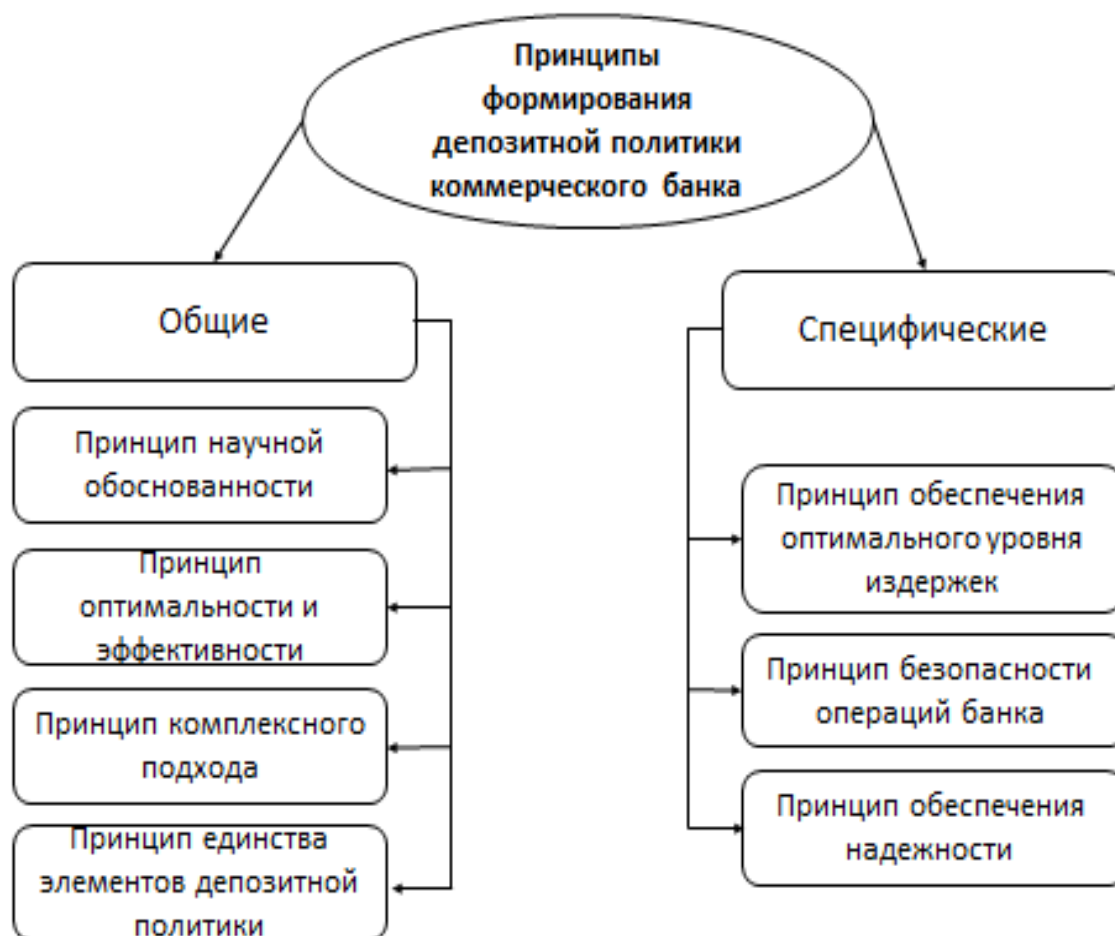 Принципы
формирования
депозитной политики
коммерческого банка
Общие
Принцип научной
обоснованности
Принцип
оптимальности и
эффективности
Принцип комплексного
подхода
Принцип единства
элементов депозитной
политики
Специфические
Принцип обеспечения
оптимального уровня
издержек
Принцип безопасности
операций банка
Принцип обеспечения
надежности